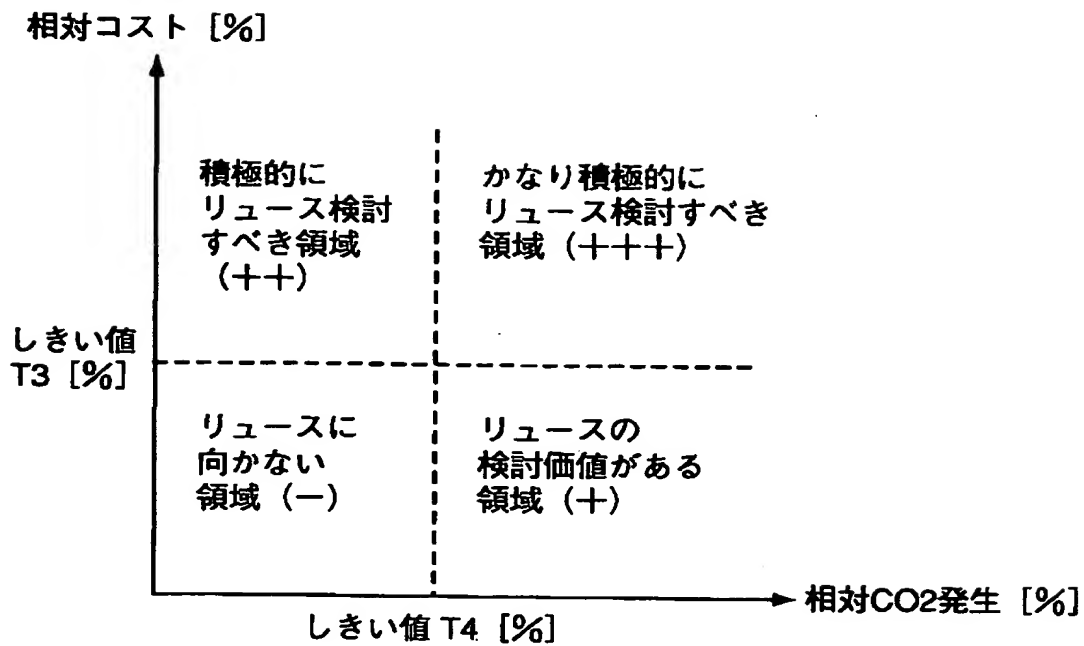 相対コスト [%]
積極的に
リュース検討
すべき領域
(++)
かなり積極的に
リュース検討すべき
領域 (+++)
しきい値
T3 [%]
リュースに
向かない
領域 (−)
リュースの
検討価値がある
領域 (+)
相対CO2発生 [%]
しきい値 T4 [%]